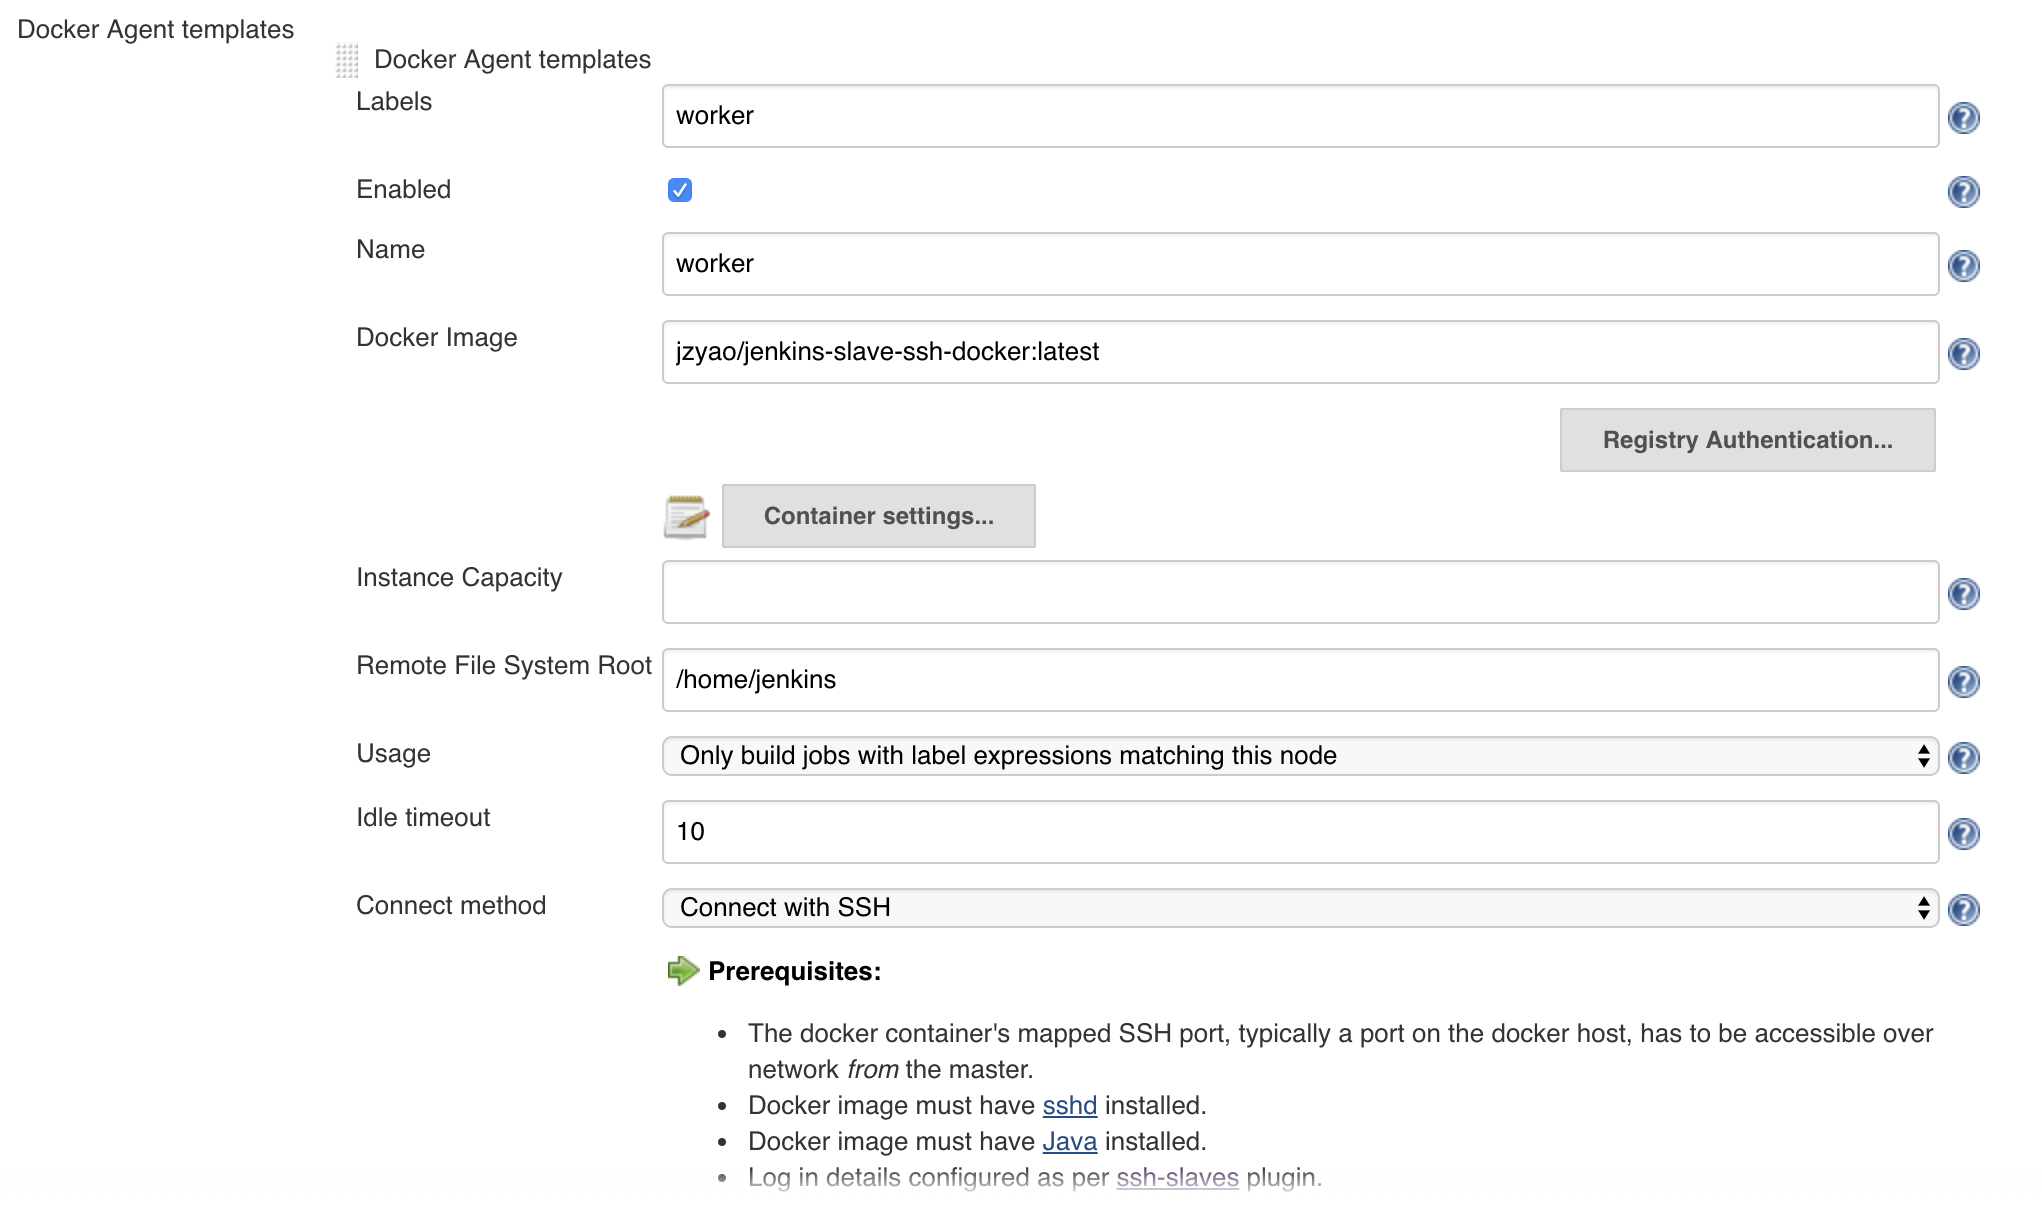 Docker Agent templates
Docker Agent templates
Labels
worker
Enabled
Name
worker
Docker Image
jzyao/jenkins-slave-ssh-docker:latest
Registry Authentication...
Container settings...
Instance Capacity
Remote File System Root
/home/jenkins
Usage
Only build jobs with label expressions matching this node
Idle timeout
10
Connect method
Connect with SSH
Prerequisites:
• The docker container's mapped SSH port, typically a port on the docker host, has to be accessible over
network from the master.
• Docker image must have sshd installed.
• Docker image must have Java installed.
• Log in details configured as per ssh-slaves plugin.